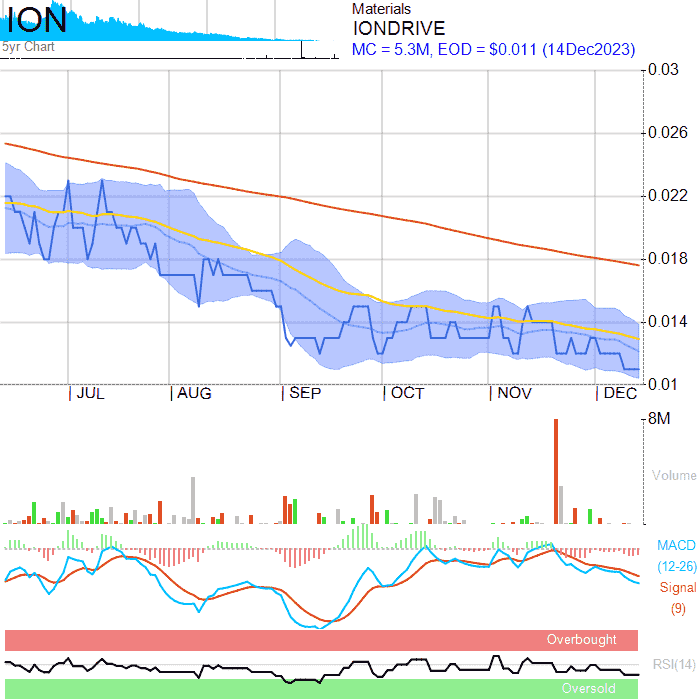 ION
5yr Chart
Materials
IONDRIVE
MC = 5.3M, EOD = $0.011 (14Dec2023)
0.03
0.026
0.022
0.018
0.014
0.01
JUL
AUG
SEP
OCT
NOV
DEC
8M
Volume
MACD
(12-26)
Signal
(9)
Overbought
RSI(14)
Oversold